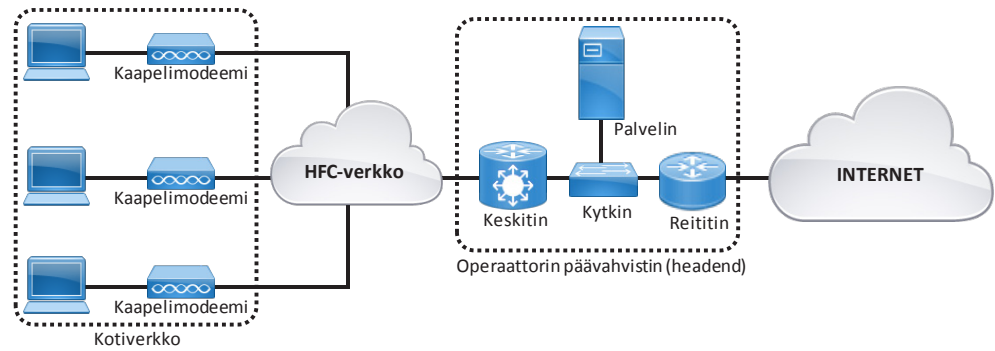 Kaapelimodeemi
Kaapelimodeemi
Kaapelimodeemi
Kotiverkko
HFC-verkko
Palvelin
Keskitin
Kytkin
Reititin
Operaattorin päävahvistin (headend)
INTERNET